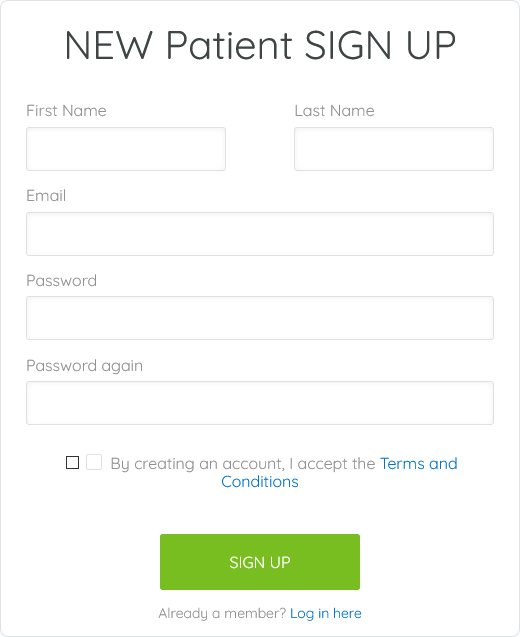 NEW Patient SIGN UP
First Name Last Name
Email
Password
Password again
By creating an account, I accept the Terms and
Conditions
SIGN UP
Already a member? Log in here